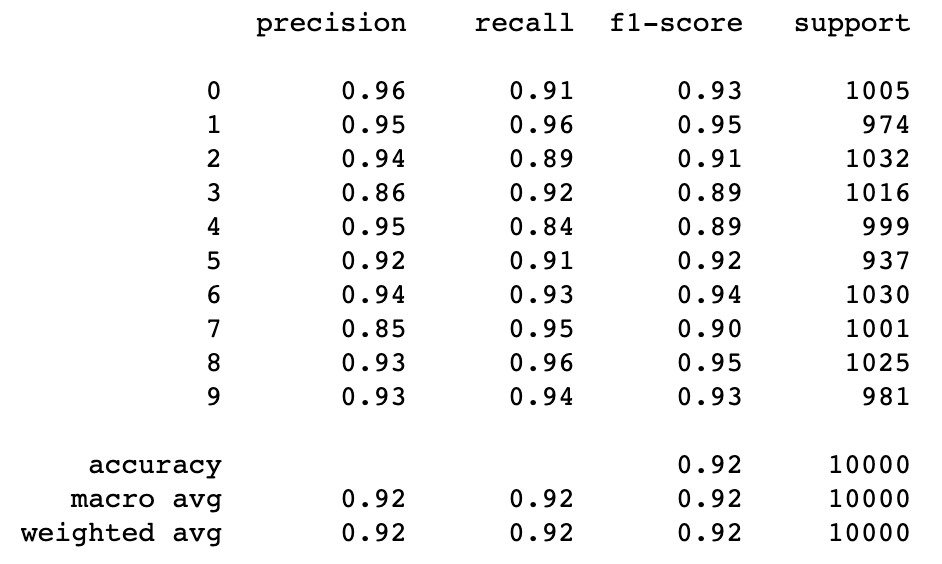 precision recall f1-score support
0 0.96 0.91 0.93 1005
1 0.95 0.96 0.95 974
2 0.94 0.89 0.91 1032
3 0.86 0.92 0.89 1016
4 0.95 0.84 0.89 999
5 0.92 0.91 0.92 937
6 0.94 0.93 0.94 1030
7 0.85 0.95 0.90 1001
8 0.93 0.96 0.95 1025
9 0.93 0.94 0.93 981
accuracy 0.92 10000
macro avg 0.92 0.92 0.92 10000
weighted avg 0.92 0.92 0.92 10000